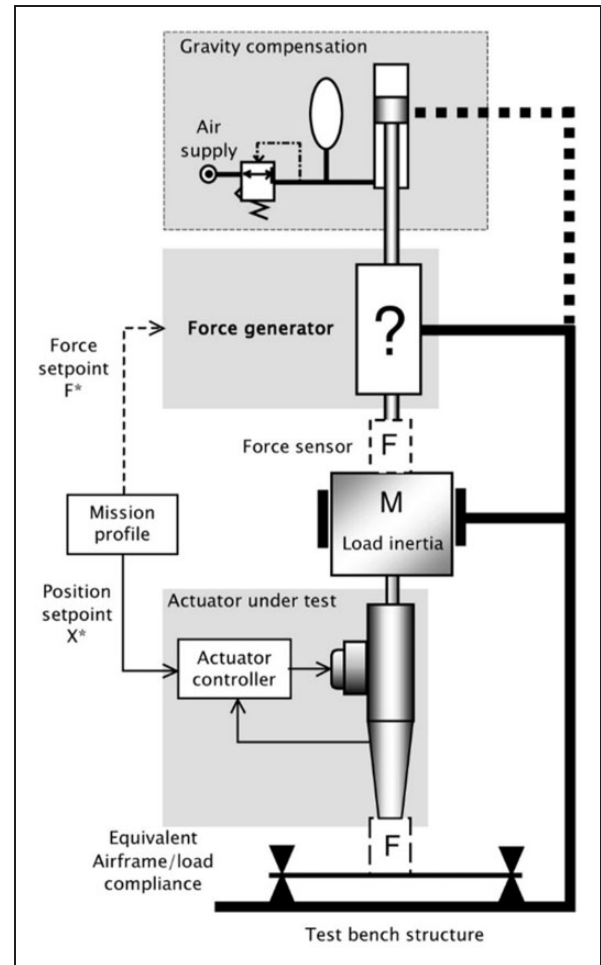 Gravity compensation
Air
supply
Force generator
?
Force
setpoint
F*
Force sensor
F
M
Load inertia
Mission
profile
Position
setpoint
X*
Actuator under test
Actuator
controller
F
Equivalent
Airframe/load
compliance
Test bench structure